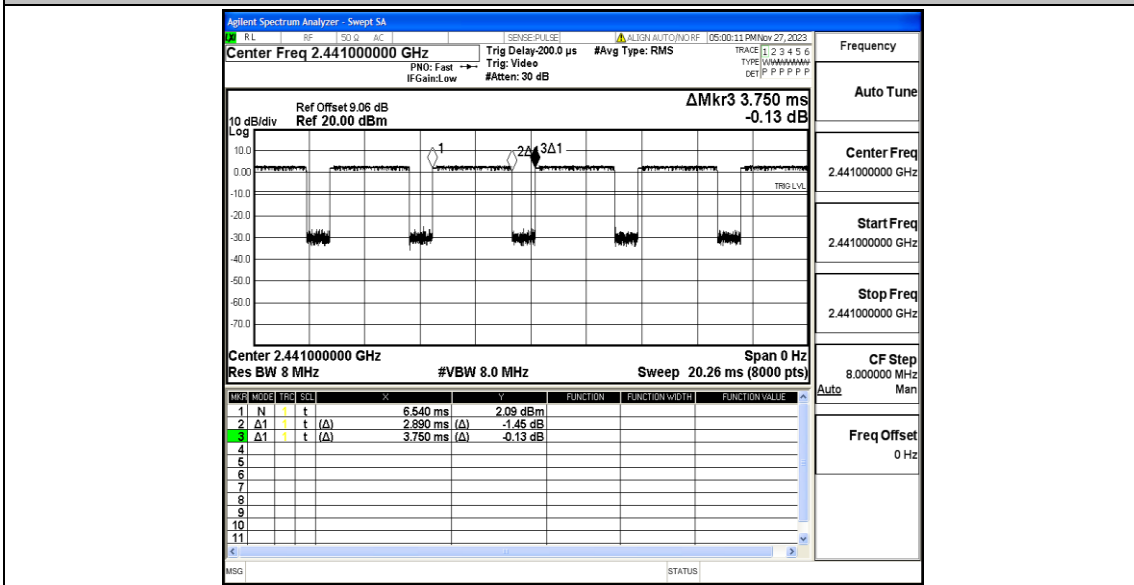 Agilent Spectrum Analyzer - Swept SA
LXI RL RF 50 Ω AC SENSE:PULSE ALIGN AUTO/NO RF 05:00:11 PM Nov 27, 2023
Center Freq 2.441000000 GHz
Trig Delay-200.0 µs #Avg Type: RMS
TRACE 1 2 3 4 5 6
PNO: Fast Trig: Video
TYPE WWWWWW
IFGain:Low #Atten: 30 dB
DET P P P P P P
Frequency
Auto Tune
Center Freq
2.441000000 GHz
Start Freq
2.441000000 GHz
Stop Freq
2.441000000 GHz
CF Step
8.000000 MHz
Auto Man
Freq Offset
0 Hz
ΔMkr3 3.750 ms
-0.13 dB
Ref Offset 9.06 dB
10 dB/div Ref 20.00 dBm
Log
10.0
0.00
-10.0
-20.0
-30.0
-40.0
-50.0
-60.0
-70.0
1
2Δ1
3Δ1
TRIG LVL
Center 2.441000000 GHz Span 0 Hz
Res BW 8 MHz #VBW 8.0 MHz Sweep 20.26 ms (8000 pts)
MKR MODE TRC SCL X Y FUNCTION FUNCTION WIDTH FUNCTION VALUE
1 N 1 t 6.540 ms 2.09 dBm
2 Δ1 1 t (Δ) 2.890 ms (Δ) -1.45 dB
3 Δ1 1 t (Δ) 3.750 ms (Δ) -0.13 dB
4
5
6
7
8
9
10
11
MSG STATUS